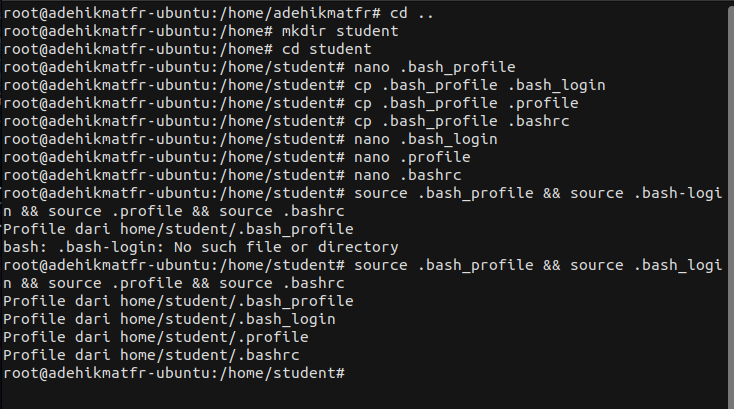 root@adehikmatfr-ubuntu:/home/adehikmatfr# cd ..
root@adehikmatfr-ubuntu:/home# mkdir student
root@adehikmatfr-ubuntu:/home# cd student
root@adehikmatfr-ubuntu:/home/student# nano .bash_profile
root@adehikmatfr-ubuntu:/home/student# cp .bash_profile .bash_login
root@adehikmatfr-ubuntu:/home/student# cp .bash_profile .profile
root@adehikmatfr-ubuntu:/home/student# cp .bash_profile .bashrc
root@adehikmatfr-ubuntu:/home/student# nano .bash_login
root@adehikmatfr-ubuntu:/home/student# nano .profile
root@adehikmatfr-ubuntu:/home/student# nano .bashrc
root@adehikmatfr-ubuntu:/home/student# source .bash_profile && source .bash-logi
n && source .profile && source .bashrc
Profile dari home/student/.bash_profile
bash: .bash-login: No such file or directory
root@adehikmatfr-ubuntu:/home/student# source .bash_profile && source .bash_logi
n && source .profile && source .bashrc
Profile dari home/student/.bash_profile
Profile dari home/student/.bash_login
Profile dari home/student/.profile
Profile dari home/student/.bashrc
root@adehikmatfr-ubuntu:/home/student#